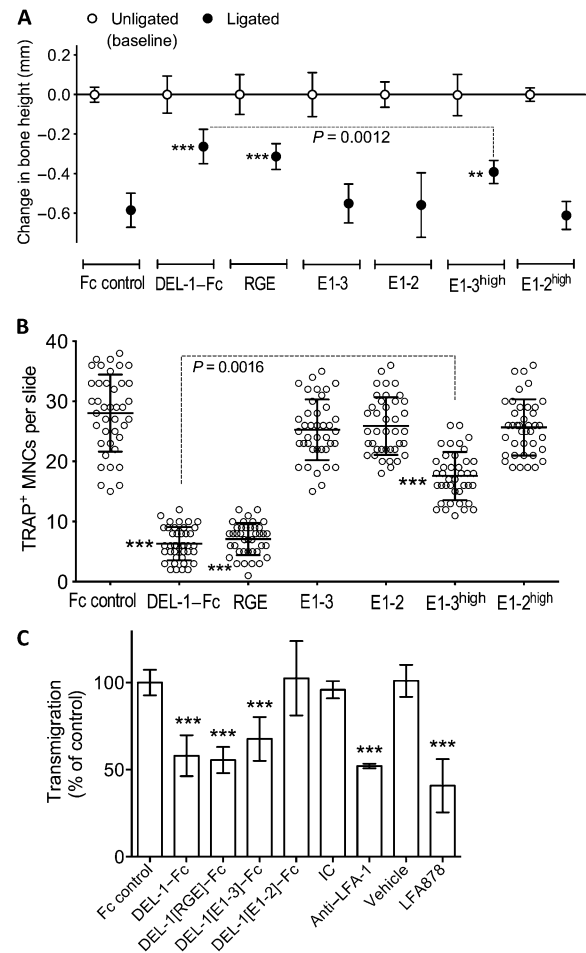 A
Unligated
(baseline)
Ligated
Change in bone height (mm)
0.2
0.0
−0.2
−0.4
−0.6
***
***
P = 0.0012
**
Fc control
DEL-1–Fc
RGE
E1-3
E1-2
E1-3high
E1-2high
B
TRAP+ MNCs per slide
40
30
20
10
0
P = 0.0016
***
***
***
Fc control
DEL-1–Fc
RGE
E1-3
E1-2
E1-3high
E1-2high
C
Transmigration
(% of control)
100
50
0
***
***
***
***
***
Fc control
DEL-1–Fc
DEL-1[RGE]–Fc
DEL-1[E1-3]–Fc
DEL-1[E1-2]–Fc
IC
Anti–LFA-1
Vehicle
LFA878